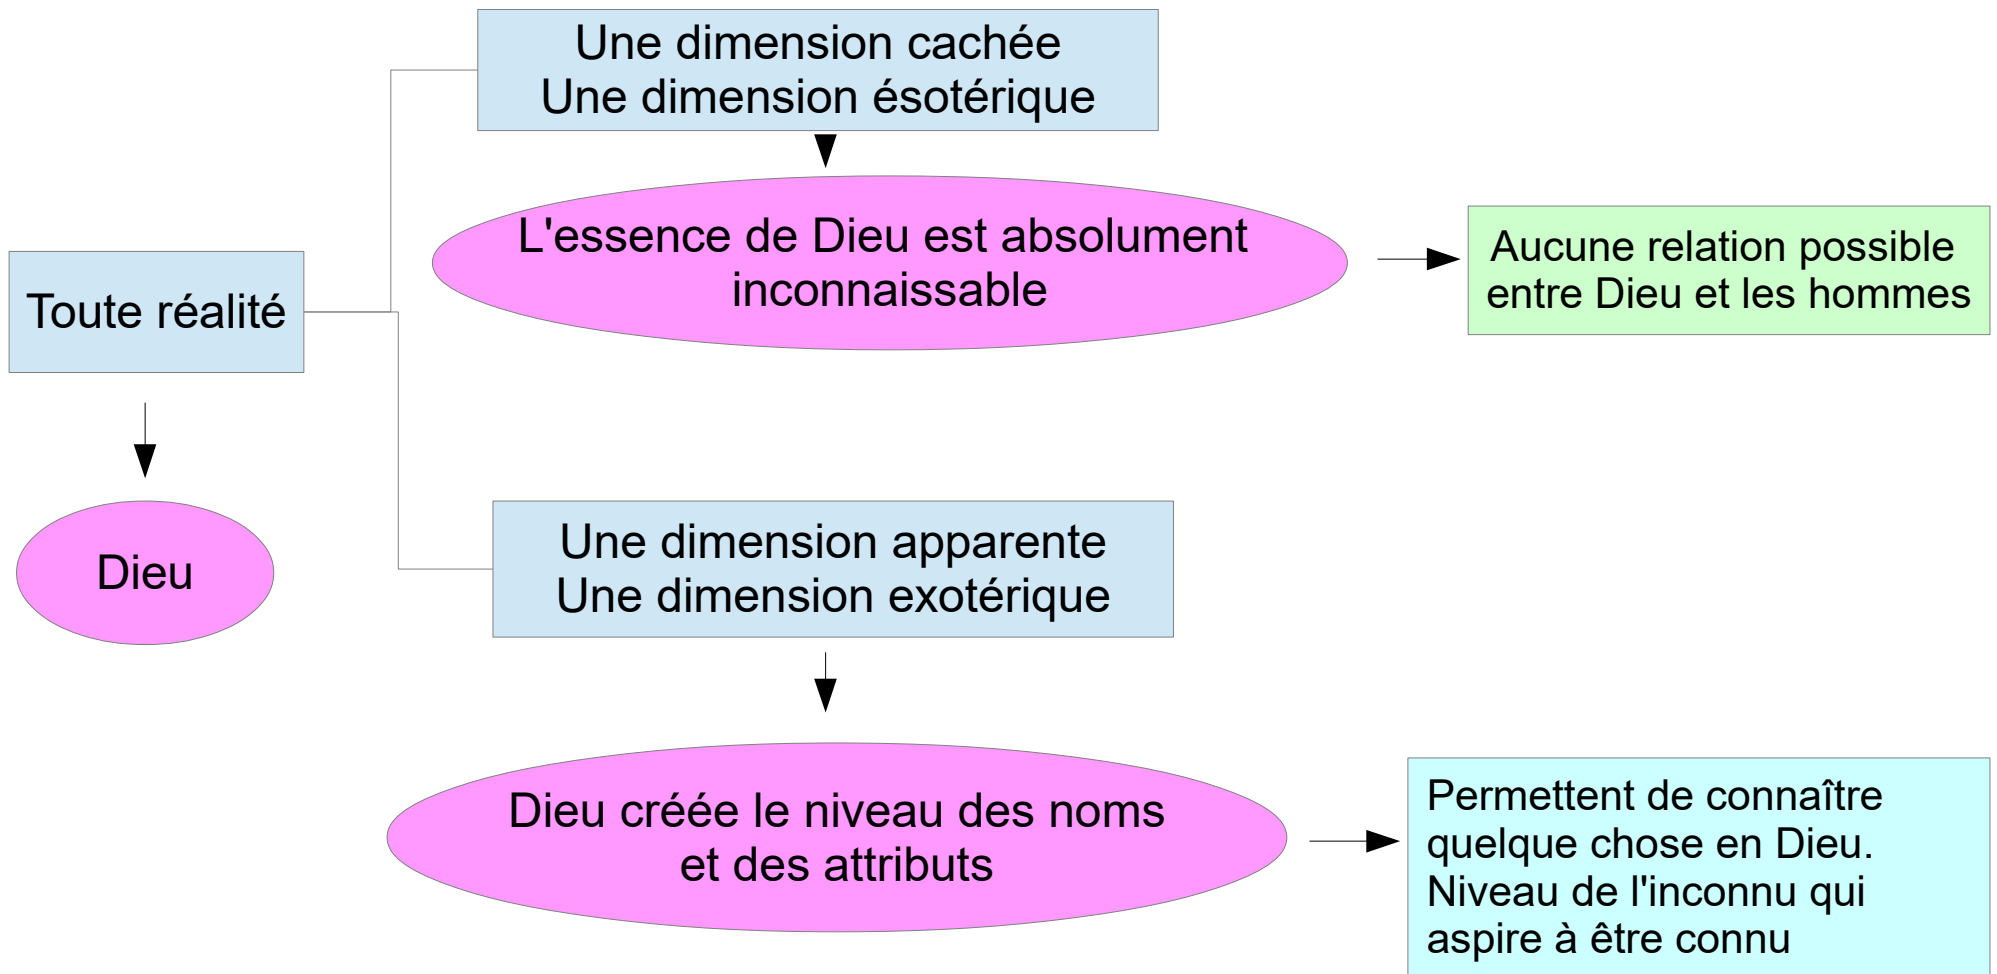 Une dimension cachée
Une dimension ésotérique
L'essence de Dieu est absolument
inconnaissable
Aucune relation possible
entre Dieu et les hommes
Toute réalité
Dieu
Une dimension apparente
Une dimension exotérique
Dieu créée le niveau des noms
et des attributs
Permettent de connaître
quelque chose en Dieu.
Niveau de l'inconnu qui
aspire à être connu